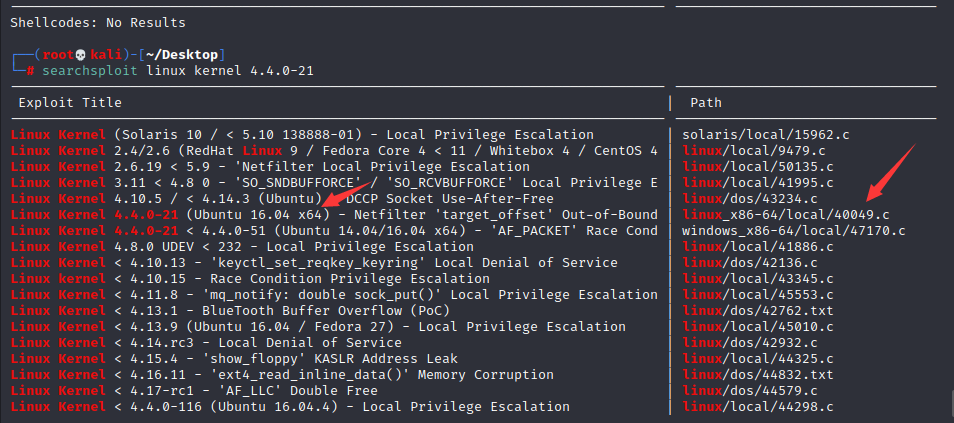 Shellcodes: No Results
┌──(root💀kali)-[~/Desktop]
└─# searchsploit linux kernel 4.4.0-21
Exploit Title | Path
Linux Kernel (Solaris 10 / < 5.10 138888-01) - Local Privilege Escalation | solaris/local/15962.c
Linux Kernel 2.4/2.6 (RedHat Linux 9 / Fedora Core 4 < 11 / Whitebox 4 / CentOS 4 | linux/local/9479.c
Linux Kernel 2.6.19 < 5.9 - 'Netfilter Local Privilege Escalation | linux/local/50135.c
Linux Kernel 3.11 < 4.8 0 - 'SO_SNDBUFFORCE' / 'SO_RCVBUFFORCE' Local Privilege E | linux/local/41995.c
Linux Kernel 4.10.5 / < 4.14.3 (Ubuntu) - DCCP Socket Use-After-Free | linux/dos/43234.c
Linux Kernel 4.4.0-21 (Ubuntu 16.04 x64) - Netfilter 'target_offset' Out-of-Bound | linux_x86-64/local/40049.c
Linux Kernel 4.4.0-21 < 4.4.0-51 (Ubuntu 14.04/16.04 x64) - 'AF_PACKET' Race Cond | windows_x86-64/local/47170.c
Linux Kernel 4.8.0 UDEV < 232 - Local Privilege Escalation | linux/local/41886.c
Linux Kernel < 4.10.13 - 'keyctl_set_reqkey_keyring' Local Denial of Service | linux/dos/42136.c
Linux Kernel < 4.10.15 - Race Condition Privilege Escalation | linux/local/43345.c
Linux Kernel < 4.11.8 - 'mq_notify: double sock_put()' Local Privilege Escalation | linux/local/45553.c
Linux Kernel < 4.13.1 - BlueTooth Buffer Overflow (PoC) | linux/dos/42762.txt
Linux Kernel < 4.13.9 (Ubuntu 16.04 / Fedora 27) - Local Privilege Escalation | linux/local/45010.c
Linux Kernel < 4.14.rc3 - Local Denial of Service | linux/dos/42932.c
Linux Kernel < 4.15.4 - 'show_floppy' KASLR Address Leak | linux/local/44325.c
Linux Kernel < 4.16.11 - 'ext4_read_inline_data()' Memory Corruption | linux/dos/44832.txt
Linux Kernel < 4.17-rc1 - 'AF_LLC' Double Free | linux/dos/44579.c
Linux Kernel < 4.4.0-116 (Ubuntu 16.04.4) - Local Privilege Escalation | linux/local/44298.c